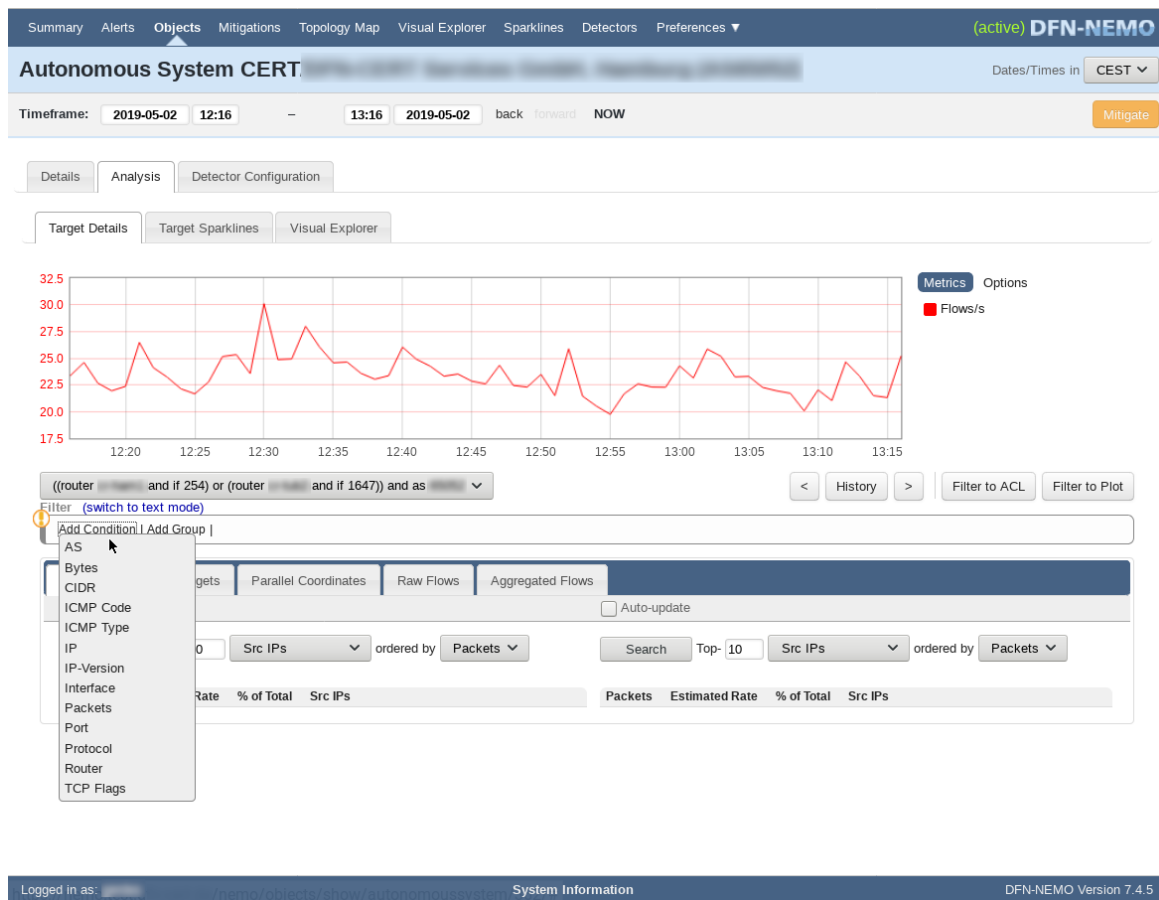 Summary Alerts Objects Mitigations Topology Map Visual Explorer Sparklines Detectors Preferences ▼ (active) DFN-NEMO
Autonomous System CERT
Dates/Times in CEST
Timeframe: 2019-05-02 12:16 – 13:16 2019-05-02 back forward NOW Mitigate
Details Analysis Detector Configuration
Target Details Target Sparklines Visual Explorer
32.5
30.0
27.5
25.0
22.5
20.0
17.5
12:20 12:25 12:30 12:35 12:40 12:45 12:50 12:55 13:00 13:05 13:10 13:15
Metrics Options
Flows/s
((router and if 254) or (router and if 1647)) and as
< History > Filter to ACL Filter to Plot
Filter (switch to text mode)
Add Condition | Add Group |
AS
Bytes
CIDR
ICMP Code
ICMP Type
IP
IP-Version
Interface
Packets
Port
Protocol
Router
TCP Flags
gets Parallel Coordinates Raw Flows Aggregated Flows
Auto-update
0 Src IPs ordered by Packets
Search Top- 10 Src IPs ordered by Packets
Rate % of Total Src IPs
Packets Estimated Rate % of Total Src IPs
Logged in as: /nemo/objects/show/autonomoussystem/ System Information DFN-NEMO Version 7.4.5